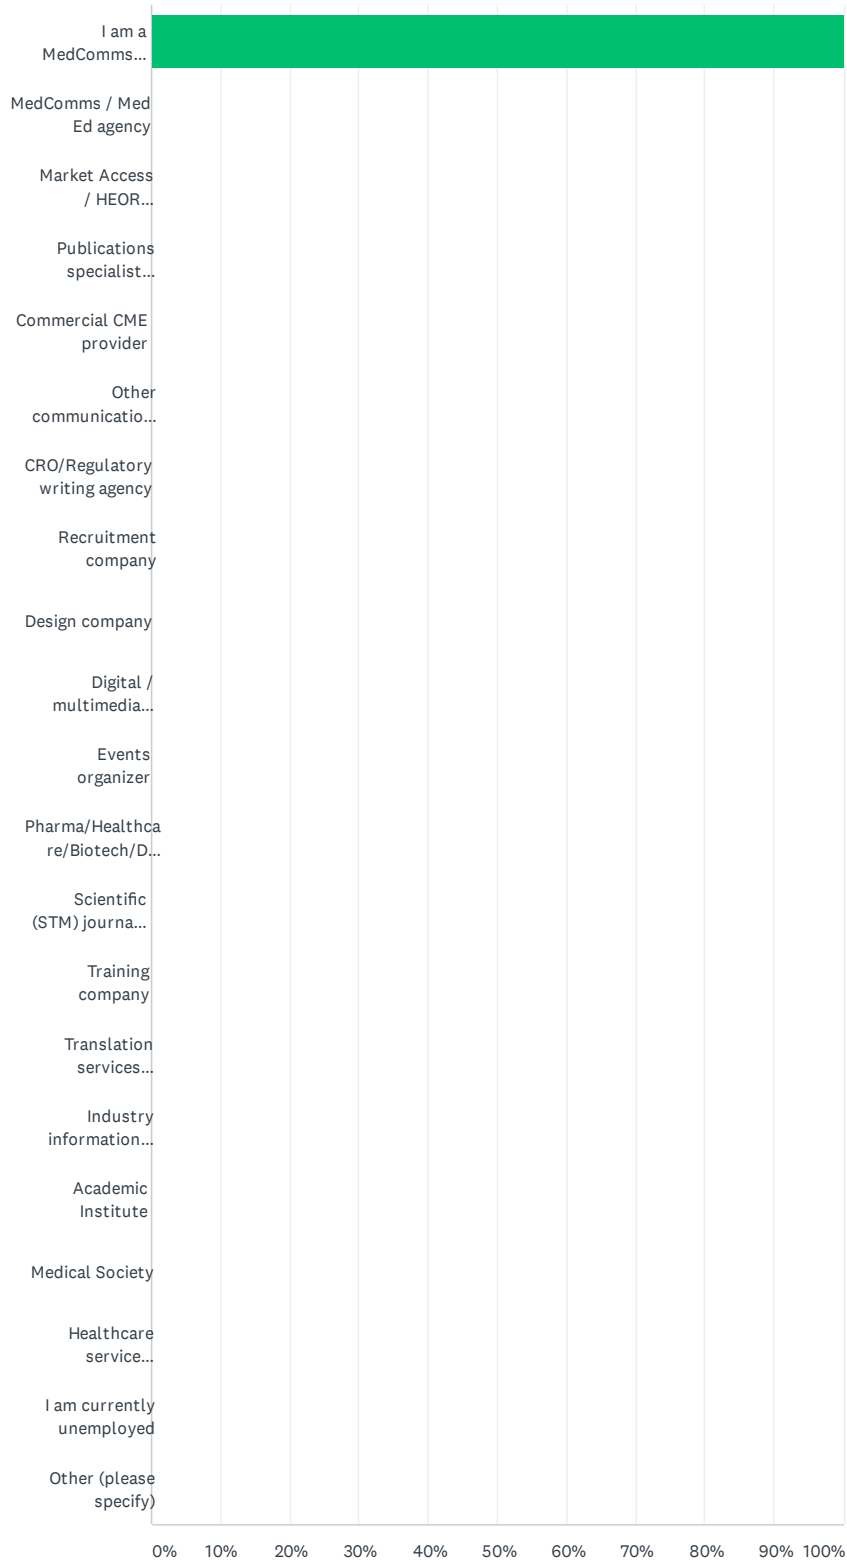 I am a
MedComms...
MedComms / Med
Ed agency
Market Access
/ HEOR...
Publications
specialist...
Commercial CME
provider
Other
communicatio...
CRO/Regulatory
writing agency
Recruitment
company
Design company
Digital /
multimedia...
Events
organizer
Pharma/Healthca
re/Biotech/D...
Scientific
(STM) journa...
Training
company
Translation
services...
Industry
information...
Academic
Institute
Medical Society
Healthcare
service...
I am currently
unemployed
Other (please
specify)
0% 10% 20% 30% 40% 50% 60% 70% 80% 90% 100%